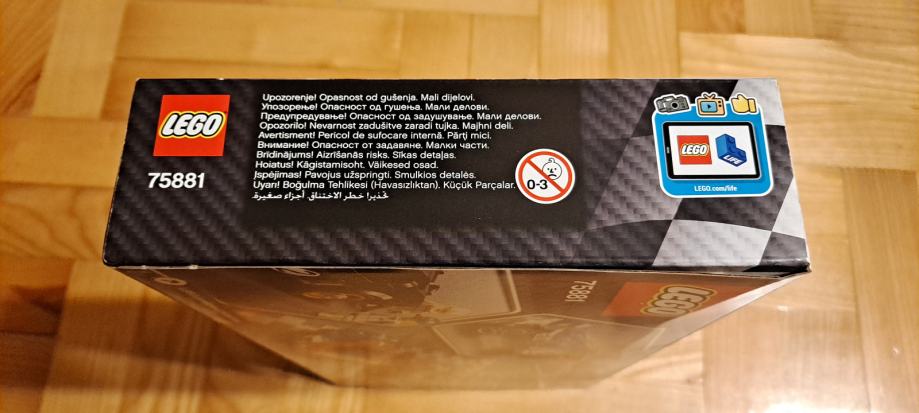 LEGO
75881
Upozorenje! Opasnost od gušenja. Mali dijelovi.
Упозорење! Опасност од гушења. Мали делови.
Предупредување! Опасност од задушување. Мали делови.
Opozorilo! Nevarnost zadušitve zaradi tujka. Majhni deli.
Avertisment! Pericol de sufocare internă. Părţi mici.
Внимание! Опасност от задавяне. Малки части.
Brīdinājums! Aizrīšanās risks. Sīkas detaļas.
Hoiatus! Kägistamisoht. Väikesed osad.
Įspėjimas! Pavojus užspringti. Smulkios detalės.
Uyarı! Boğulma Tehlikesi (Havasızlıktan). Küçük Parçalar.
تحذير! خطر الاختناق. أجزاء صغيرة.
0-3
LEGO
LIFE
LEGO.com/life
75881
LEGO